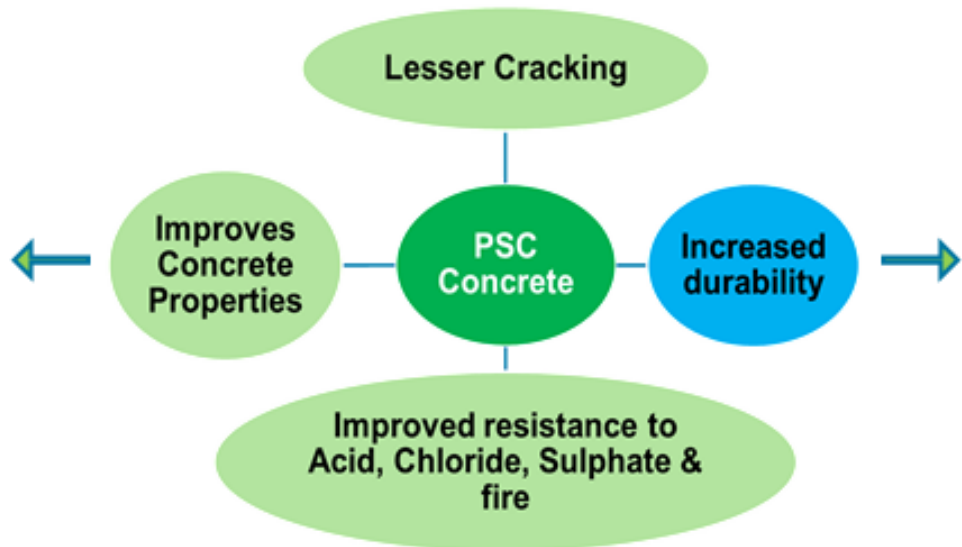 Lesser Cracking
Improves
Concrete
Properties
PSC
Concrete
Increased
durability
Improved resistance to
Acid, Chloride, Sulphate &
fire